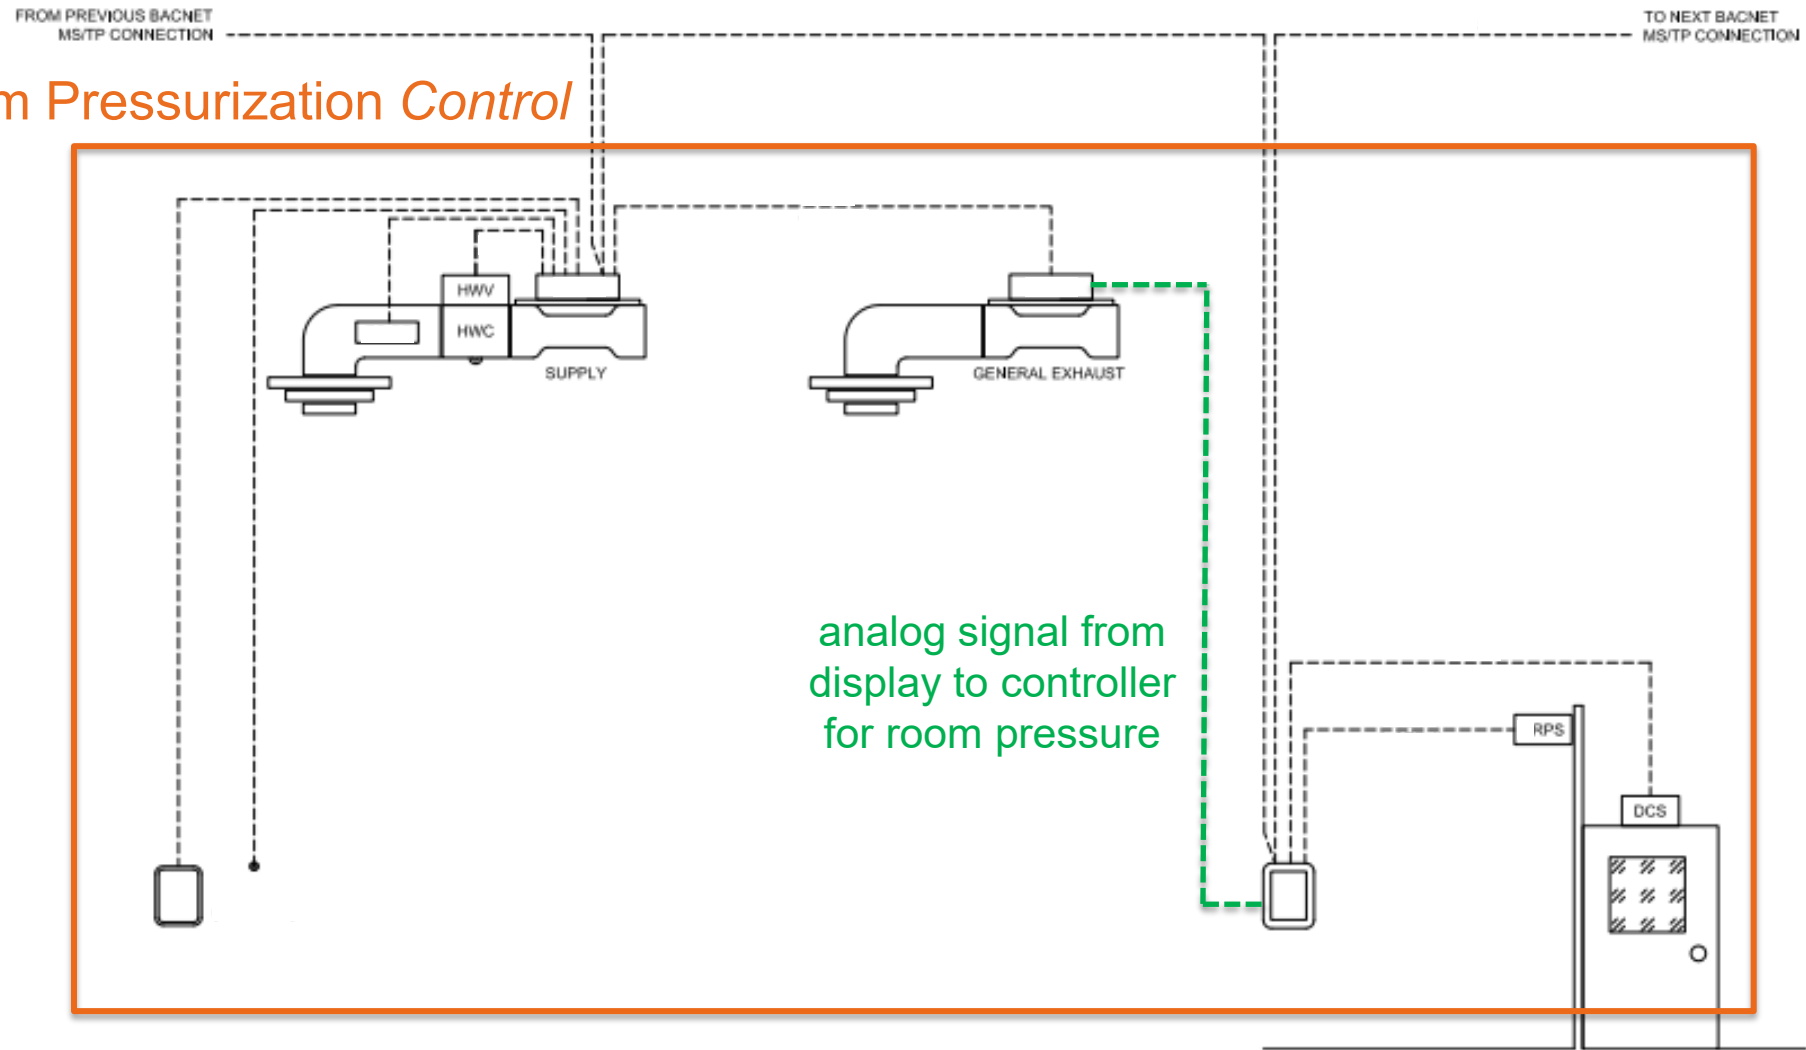 FROM PREVIOUS BACNET
MS/TP CONNECTION
TO NEXT BACNET
MS/TP CONNECTION
m Pressurization Control
HWV
HWC
SUPPLY
GENERAL EXHAUST
analog signal from
display to controller
for room pressure
RPS
DCS